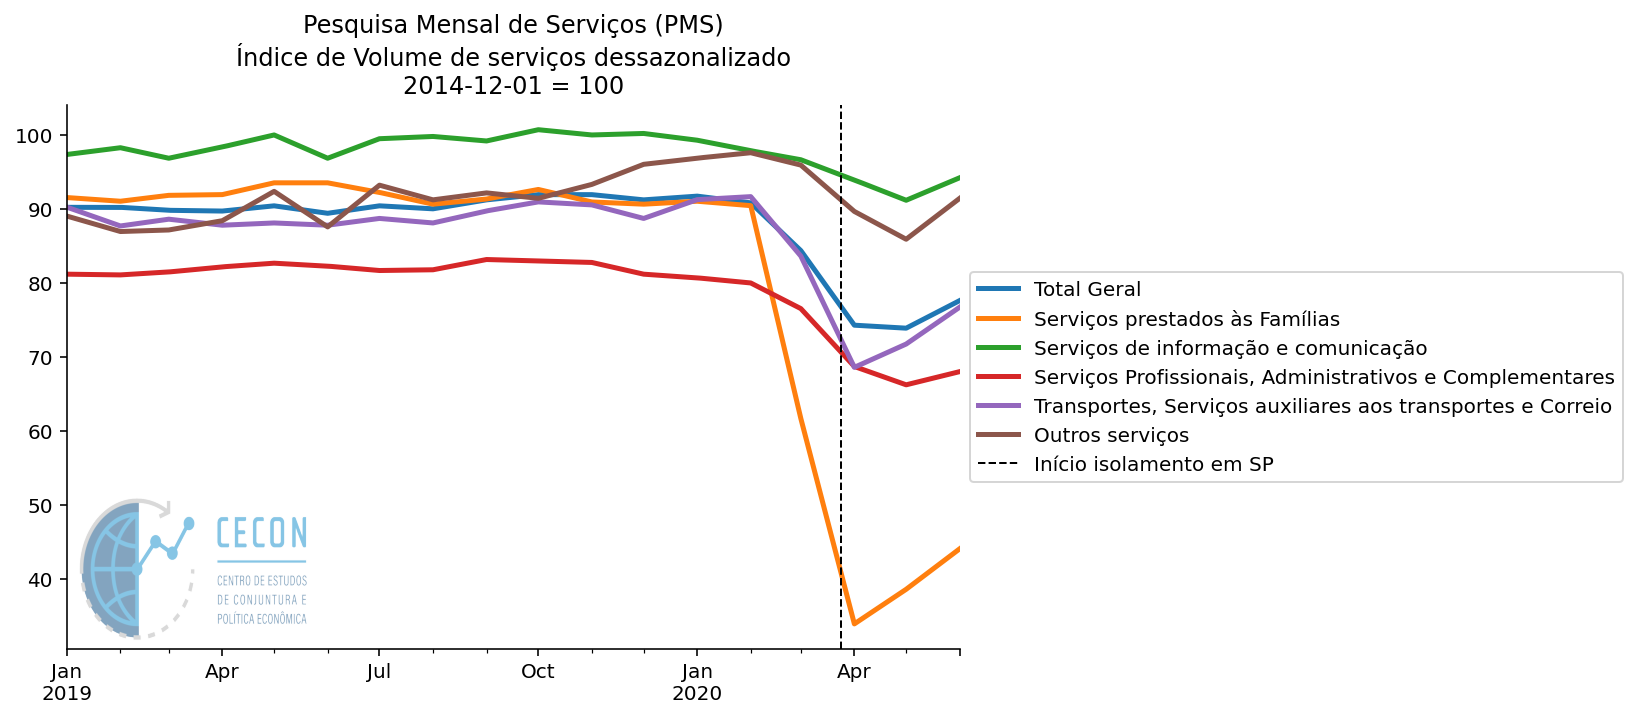 Pesquisa Mensal de Serviços (PMS)
Índice de Volume de serviços dessazonalizado
2014-12-01 = 100
100
90
80
70
60
50
40
Jan
2019
Apr
Jul
Oct
Jan
2020
Apr
Total Geral
Serviços prestados às Famílias
Serviços de informação e comunicação
Serviços Profissionais, Administrativos e Complementares
Transportes, Serviços auxiliares aos transportes e Correio
Outros serviços
Início isolamento em SP
CECON
CENTRO DE ESTUDOS
DE CONJUNTURA E
POLÍTICA ECONÔMICA